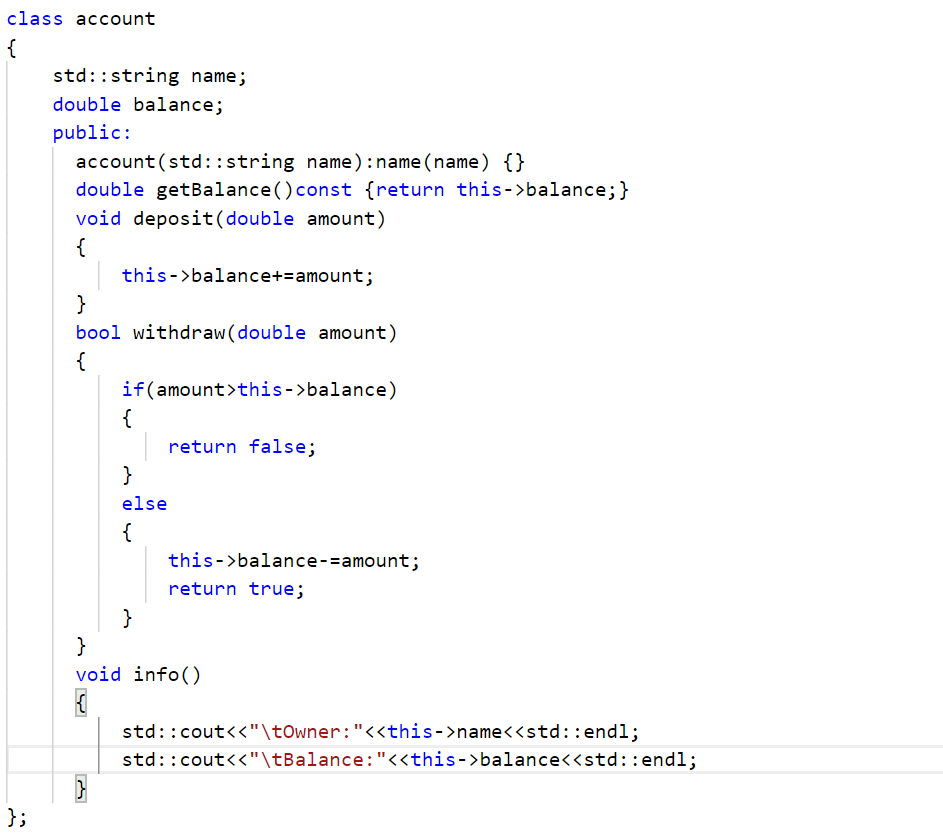 class account
{
    std::string name;
    double balance;
    public:
      account(std::string name):name(name) {}
      double getBalance()const {return this->balance;}
      void deposit(double amount)
      {
          this->balance+=amount;
      }
      bool withdraw(double amount)
      {
          if(amount>this->balance)
          {
              return false;
          }
          else
          {
              this->balance-=amount;
              return true;
          }
      }
      void info()
      {
          std::cout<<"\tOwner:"<<this->name<<std::endl;
          std::cout<<"\tBalance:"<<this->balance<<std::endl;
      }
};